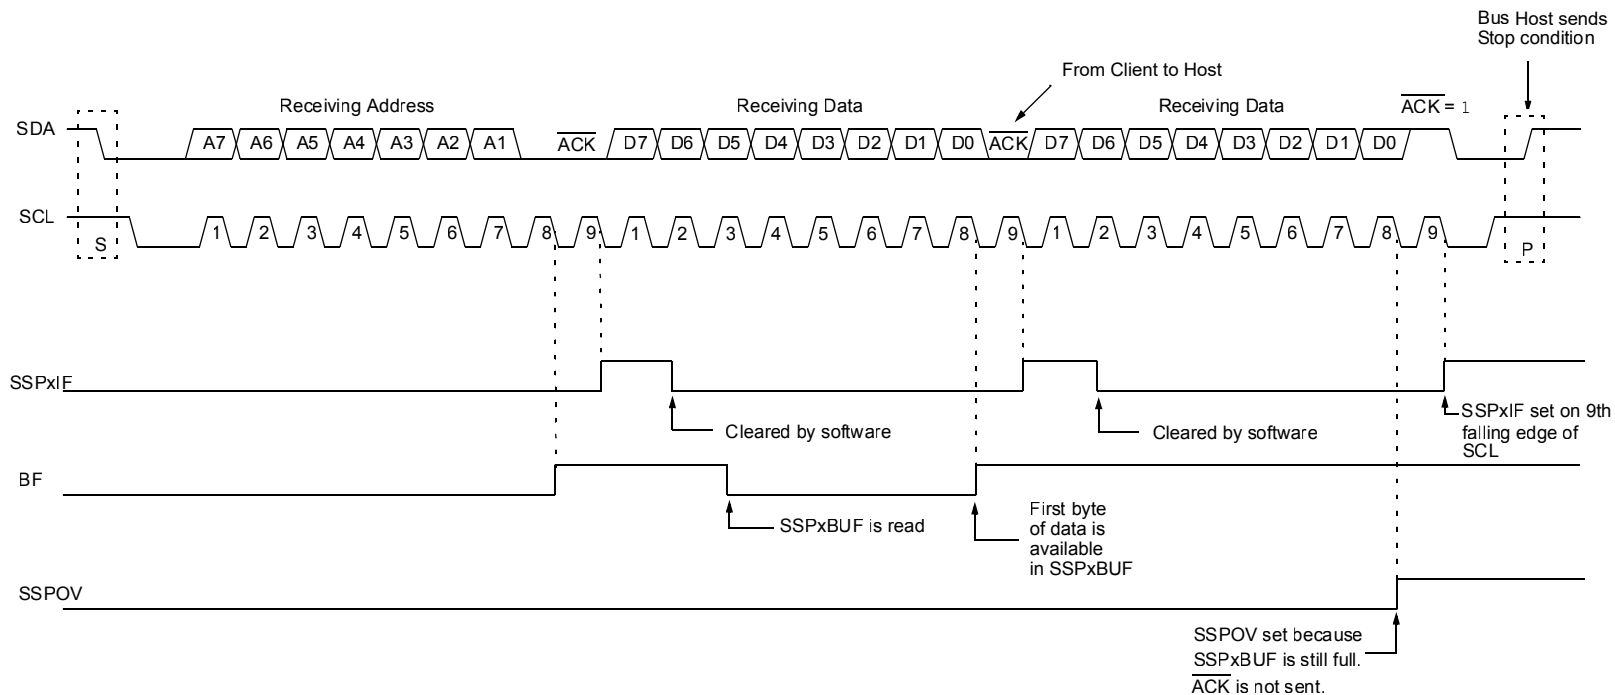 Bus Host sends
Stop condition
From Client to Host
Receiving Address
Receiving Data
Receiving Data
ACK = 1
SDA
A7 A6 A5 A4 A3 A2 A1 ACK D7 D6 D5 D4 D3 D2 D1 D0 ACK D7 D6 D5 D4 D3 D2 D1 D0
SCL
S
1 2 3 4 5 6 7 8 9 1 2 3 4 5 6 7 8 9 1 2 3 4 5 6 7 8 9
P
SSPxIF
Cleared by software
Cleared by software
SSPxIF set on 9th
falling edge of
SCL
BF
SSPxBUF is read
First byte
of data is
available
in SSPxBUF
SSPOV
SSPOV set because
SSPxBUF is still full.
ACK is not sent.